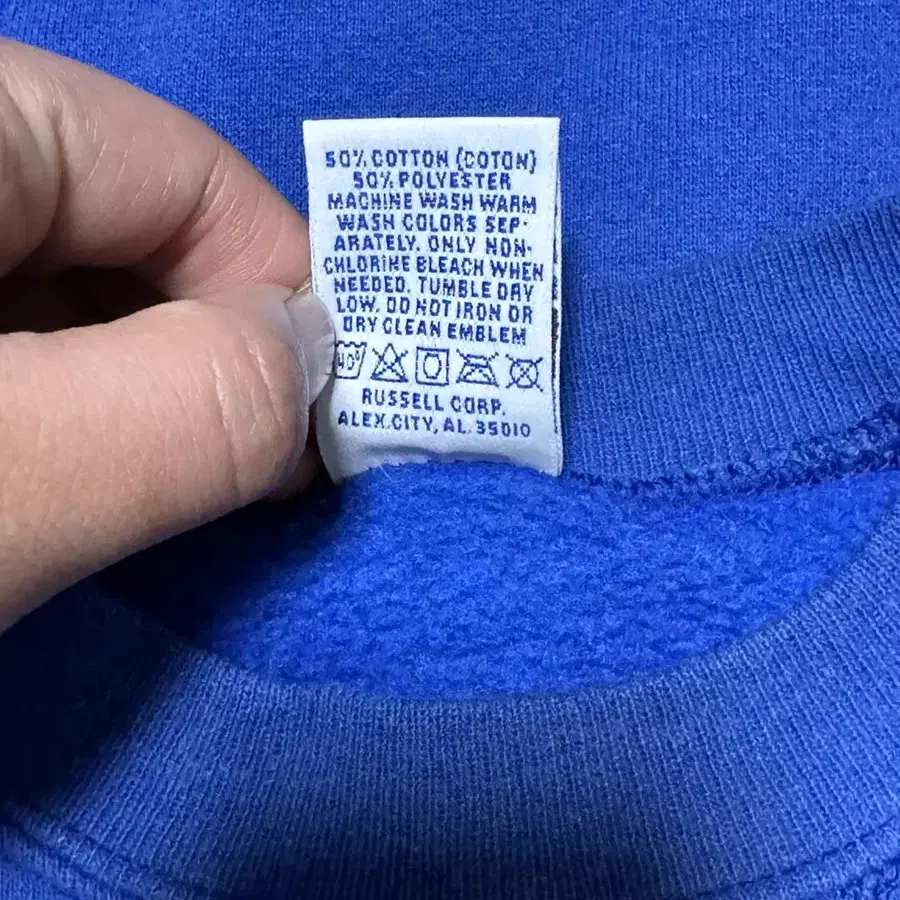 50% COTTON (COTON)
50% POLYESTER
MACHINE WASH WARM
WASH COLORS SEP-
ARATELY. ONLY NON-
CHLORINE BLEACH WHEN
NEEDED. TUMBLE DRY
LOW. DO NOT IRON OR
DRY CLEAN EMBLEM
40°
RUSSELL CORP.
ALEX.CITY, AL. 35010